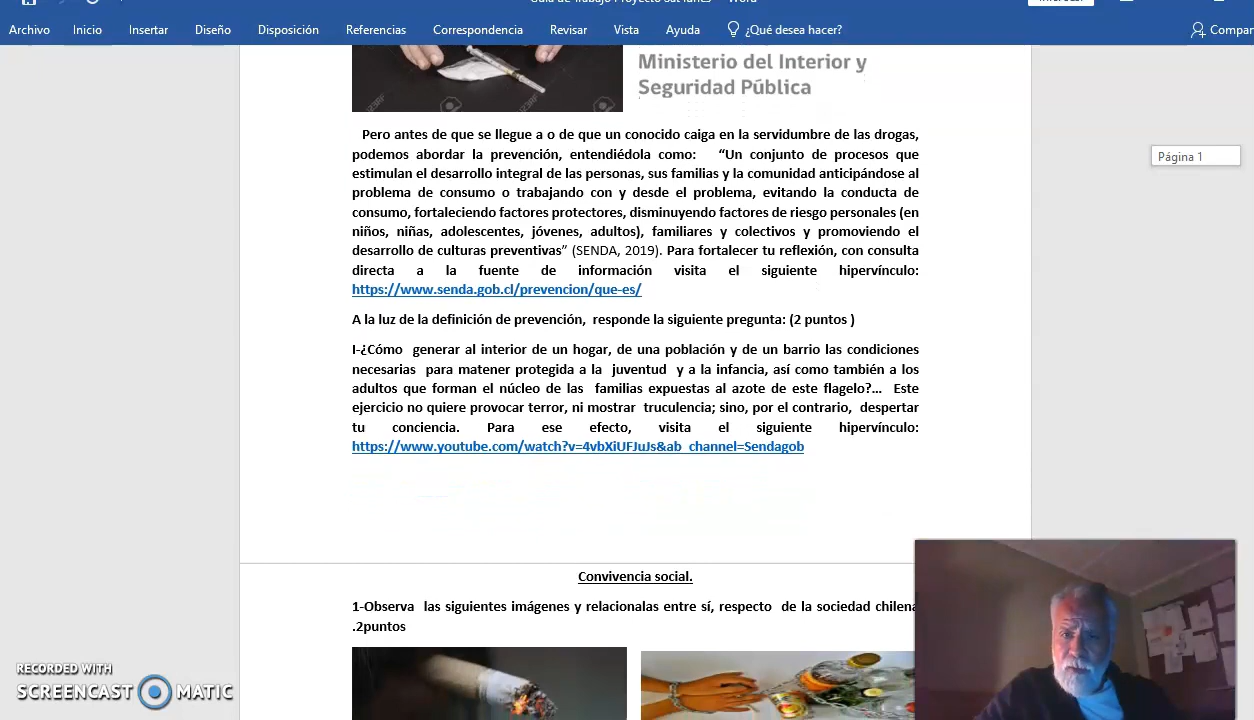 Archivo Inicio Insertar Diseño Disposición Referencias Correspondencia Revisar Vista Ayuda ¿Qué desea hacer? Compar
Ministerio del Interior y
Seguridad Pública
123RF
Pero antes de que se llegue a o de que un conocido caiga en la servidumbre de las drogas,
podemos abordar la prevención, entendiédola como: “Un conjunto de procesos que
estimulan el desarrollo integral de las personas, sus familias y la comunidad anticipándose al
problema de consumo o trabajando con y desde el problema, evitando la conducta de
consumo, fortaleciendo factores protectores, disminuyendo factores de riesgo personales (en
niños, niñas, adolescentes, jóvenes, adultos), familiares y colectivos y promoviendo el
desarrollo de culturas preventivas” (SENDA, 2019). Para fortalecer tu reflexión, con consulta
directa a la fuente de información visita el siguiente hipervínculo:
https://www.senda.gob.cl/prevencion/que-es/
Página 1
A la luz de la definición de prevención, responde la siguiente pregunta: (2 puntos )
I-¿Cómo generar al interior de un hogar, de una población y de un barrio las condiciones
necesarias para matener protegida a la juventud y a la infancia, así como también a los
adultos que forman el núcleo de las familias expuestas al azote de este flagelo?... Este
ejercicio no quiere provocar terror, ni mostrar truculencia; sino, por el contrario, despertar
tu conciencia. Para ese efecto, visita el siguiente hipervínculo:
https://www.youtube.com/watch?v=4vbXiUFJuJs&ab_channel=Sendagob
Convivencia social.
1-Observa las siguientes imágenes y relacionalas entre sí, respecto de la sociedad chilena
.2puntos
RECORDED WITH
SCREENCAST MATIC